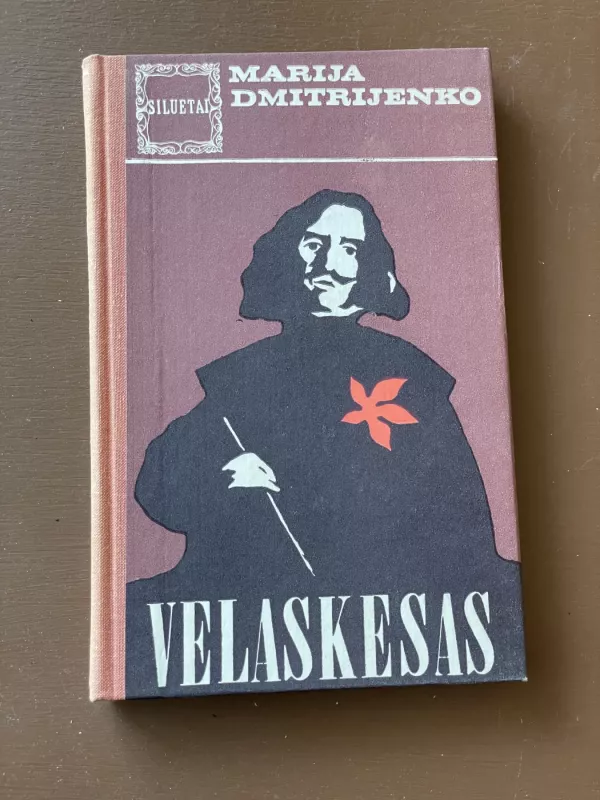 SILUETAI
MARIJA
DMITRIJENKO
VELASKESAS